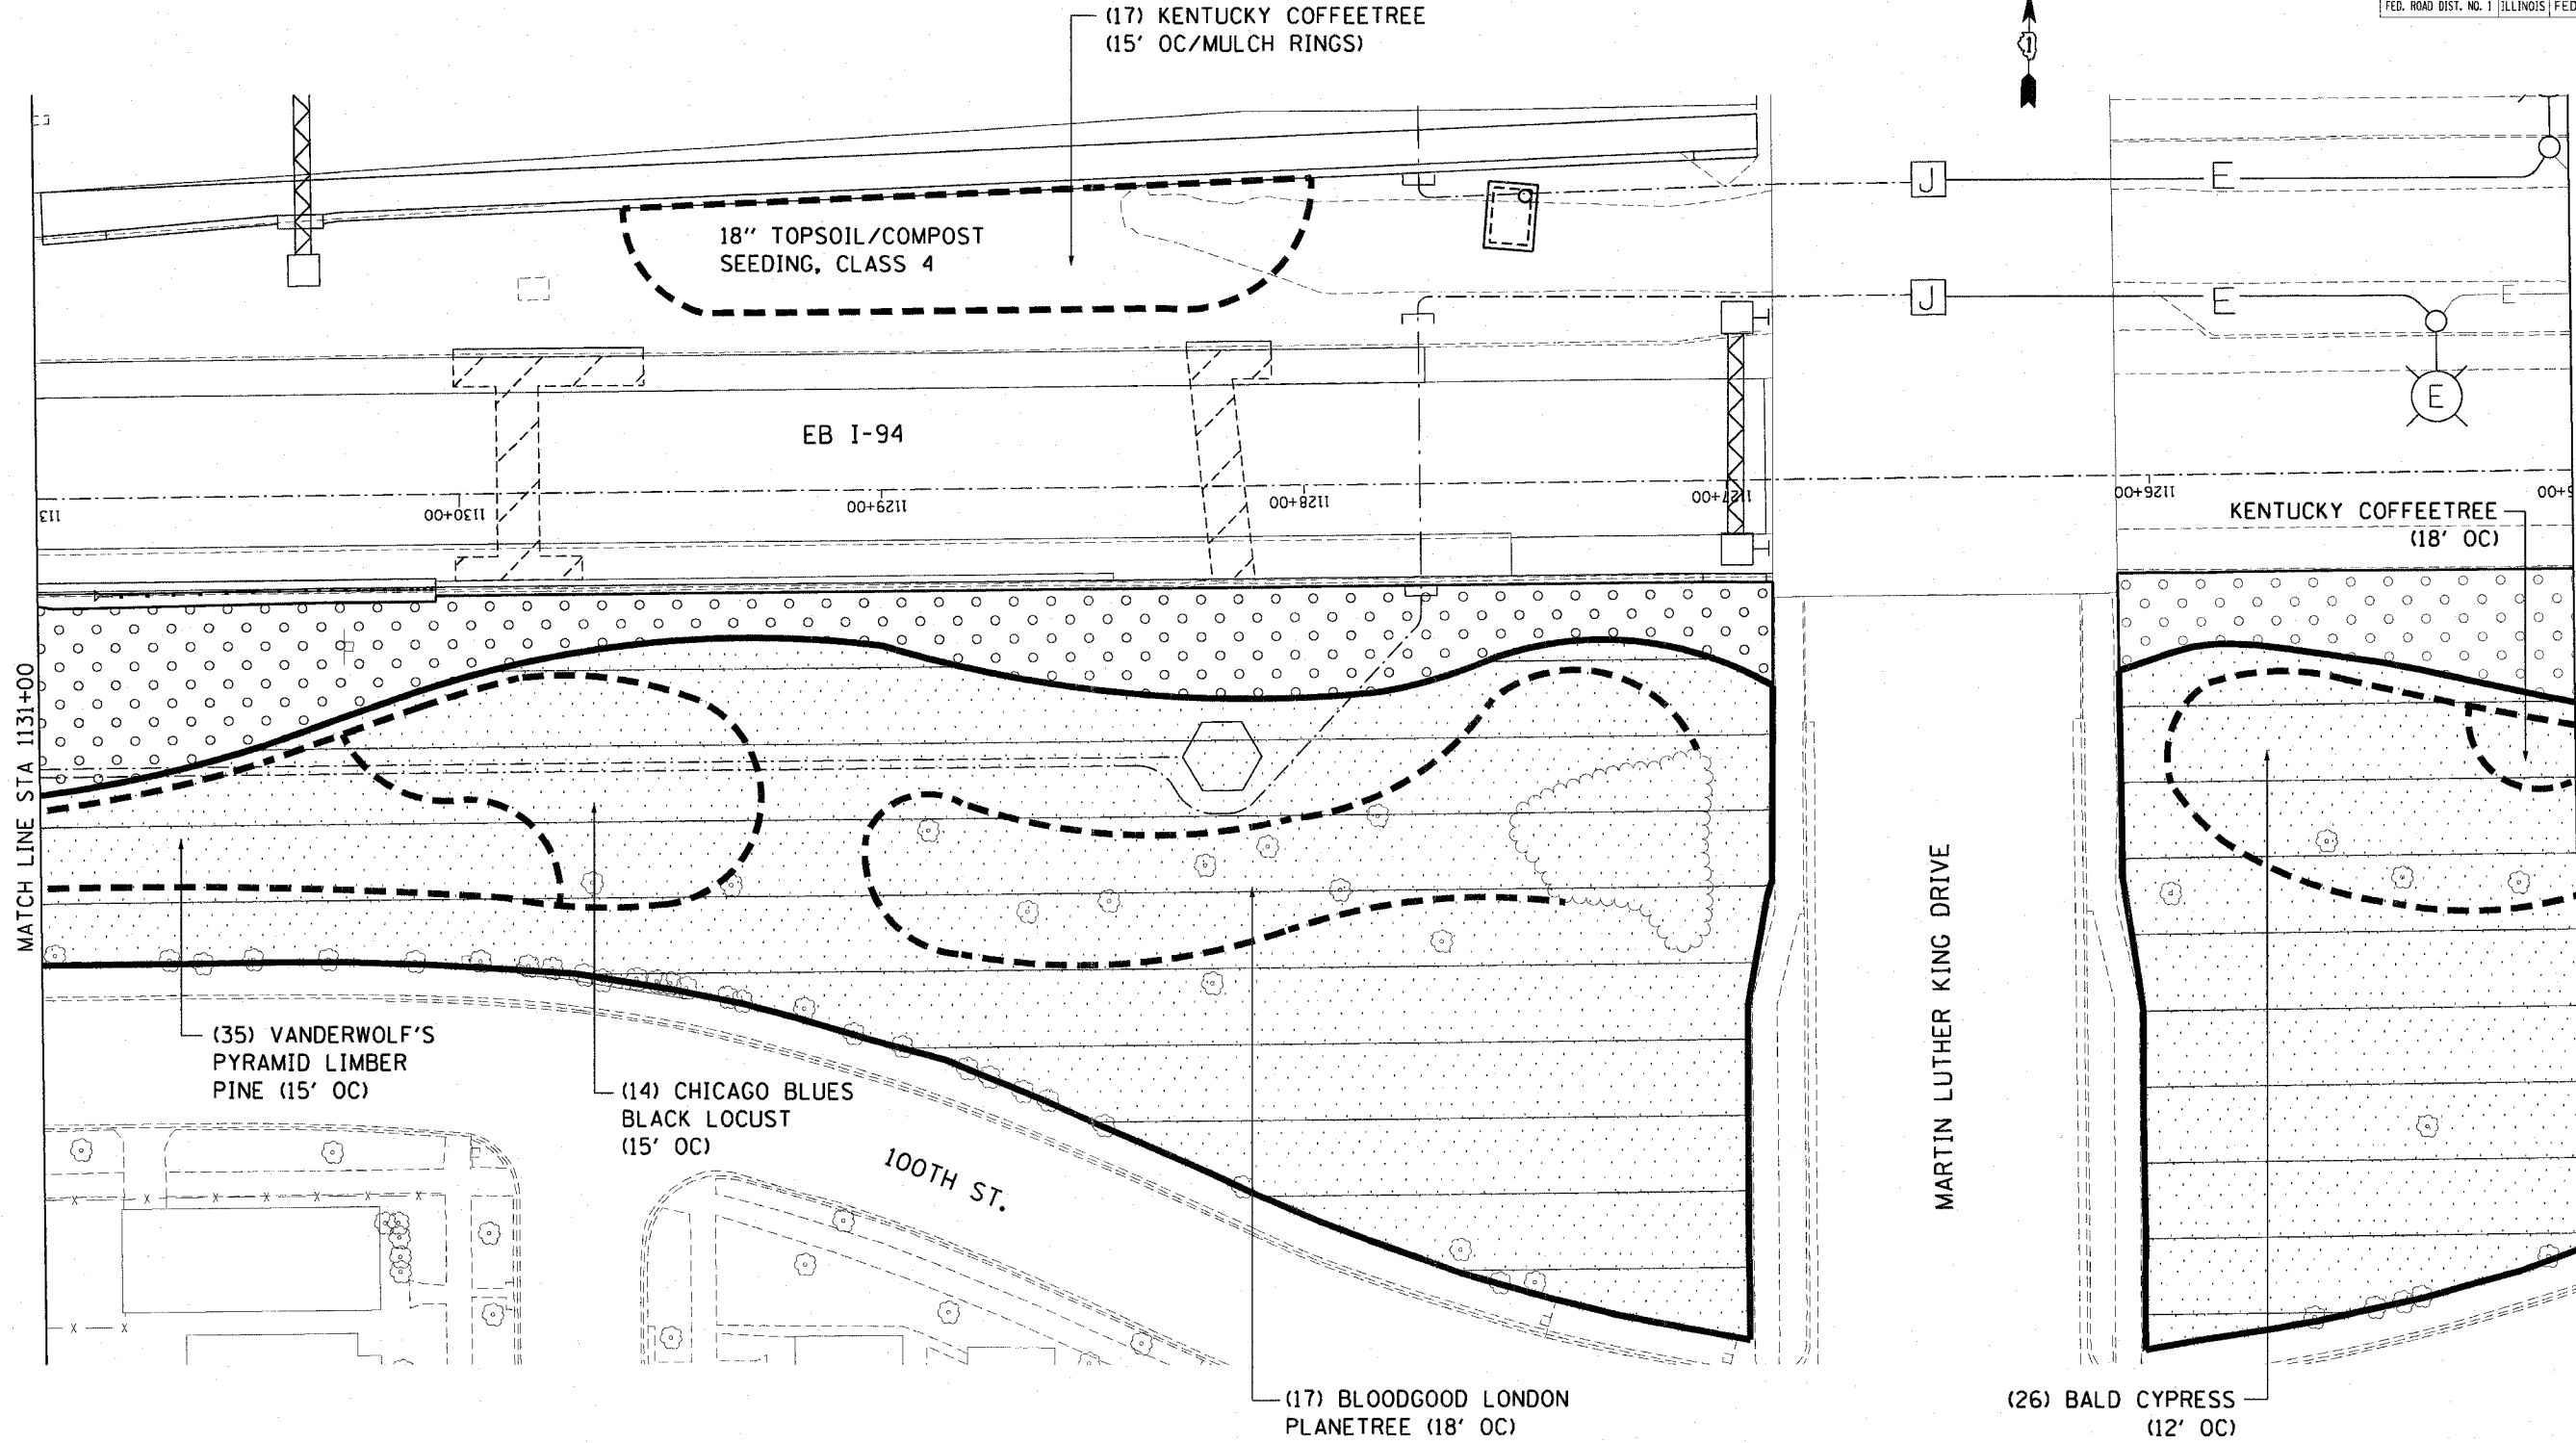 (17) KENTUCKY COFFEETREE
(15' OC/MULCH RINGS)
FED. ROAD DIST. NO. 1 ILLINOIS FED
1
18" TOPSOIL/COMPOST
SEEDING, CLASS 4
J
E
J
E
E
E
EB I-94
113
1130+00
1129+00
1128+00
1127+00
1126+00
KENTUCKY COFFEETREE
(18' OC)
MATCH LINE STA 1131+00
MARTIN LUTHER KING DRIVE
(35) VANDERWOLF'S
PYRAMID LIMBER
PINE (15' OC)
(14) CHICAGO BLUES
BLACK LOCUST
(15' OC)
100TH ST.
(17) BLOODGOOD LONDON
PLANETREE (18' OC)
(26) BALD CYPRESS
(12' OC)